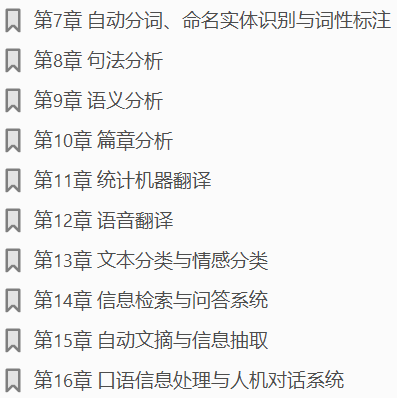 第7章 自动分词、命名实体识别与词性标注
第8章 句法分析
第9章 语义分析
第10章 篇章分析
第11章 统计机器翻译
第12章 语音翻译
第13章 文本分类与情感分类
第14章 信息检索与问答系统
第15章 自动文摘与信息抽取
第16章 口语信息处理与人机对话系统